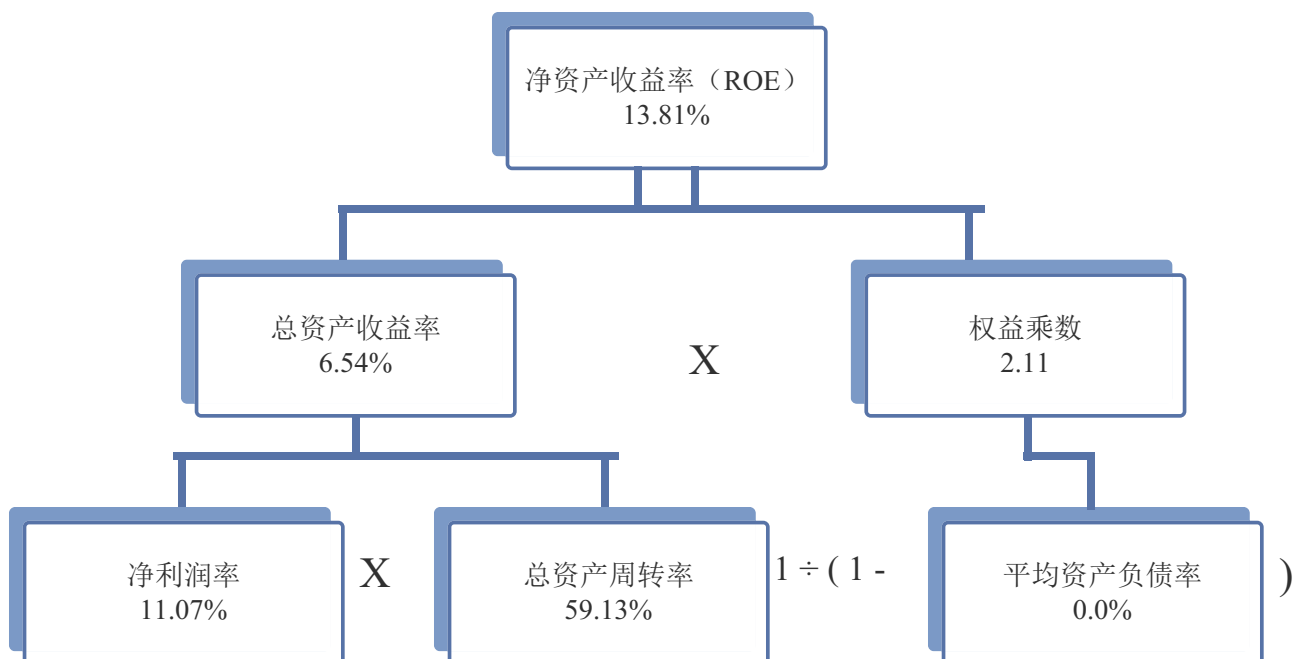 净资产收益率（ROE）
13.81%
总资产收益率
6.54%
X
权益乘数
2.11
净利润率
11.07%
X
总资产周转率
59.13%
1 ÷ ( 1 -
平均资产负债率
0.0%
)